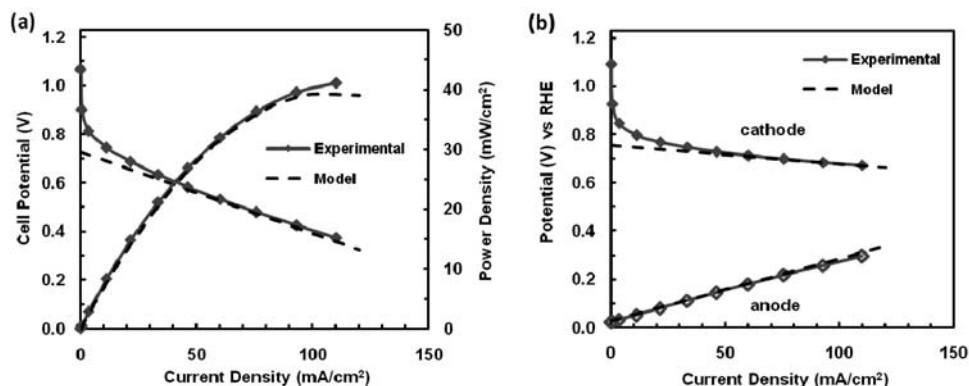 (a)
1.2
1.0
0.8
0.6
0.4
0.2
0.0
Cell Potential (V)
50
40
30
20
10
0
Power Density (mW/cm²)
Experimental
Model
0
50
100
150
Current Density (mA/cm²)
(b)
1.2
1.0
0.8
0.6
0.4
0.2
0.0
Potential (V) vs RHE
Experimental
Model
cathode
anode
0
50
100
150
Current Density (mA/cm²)